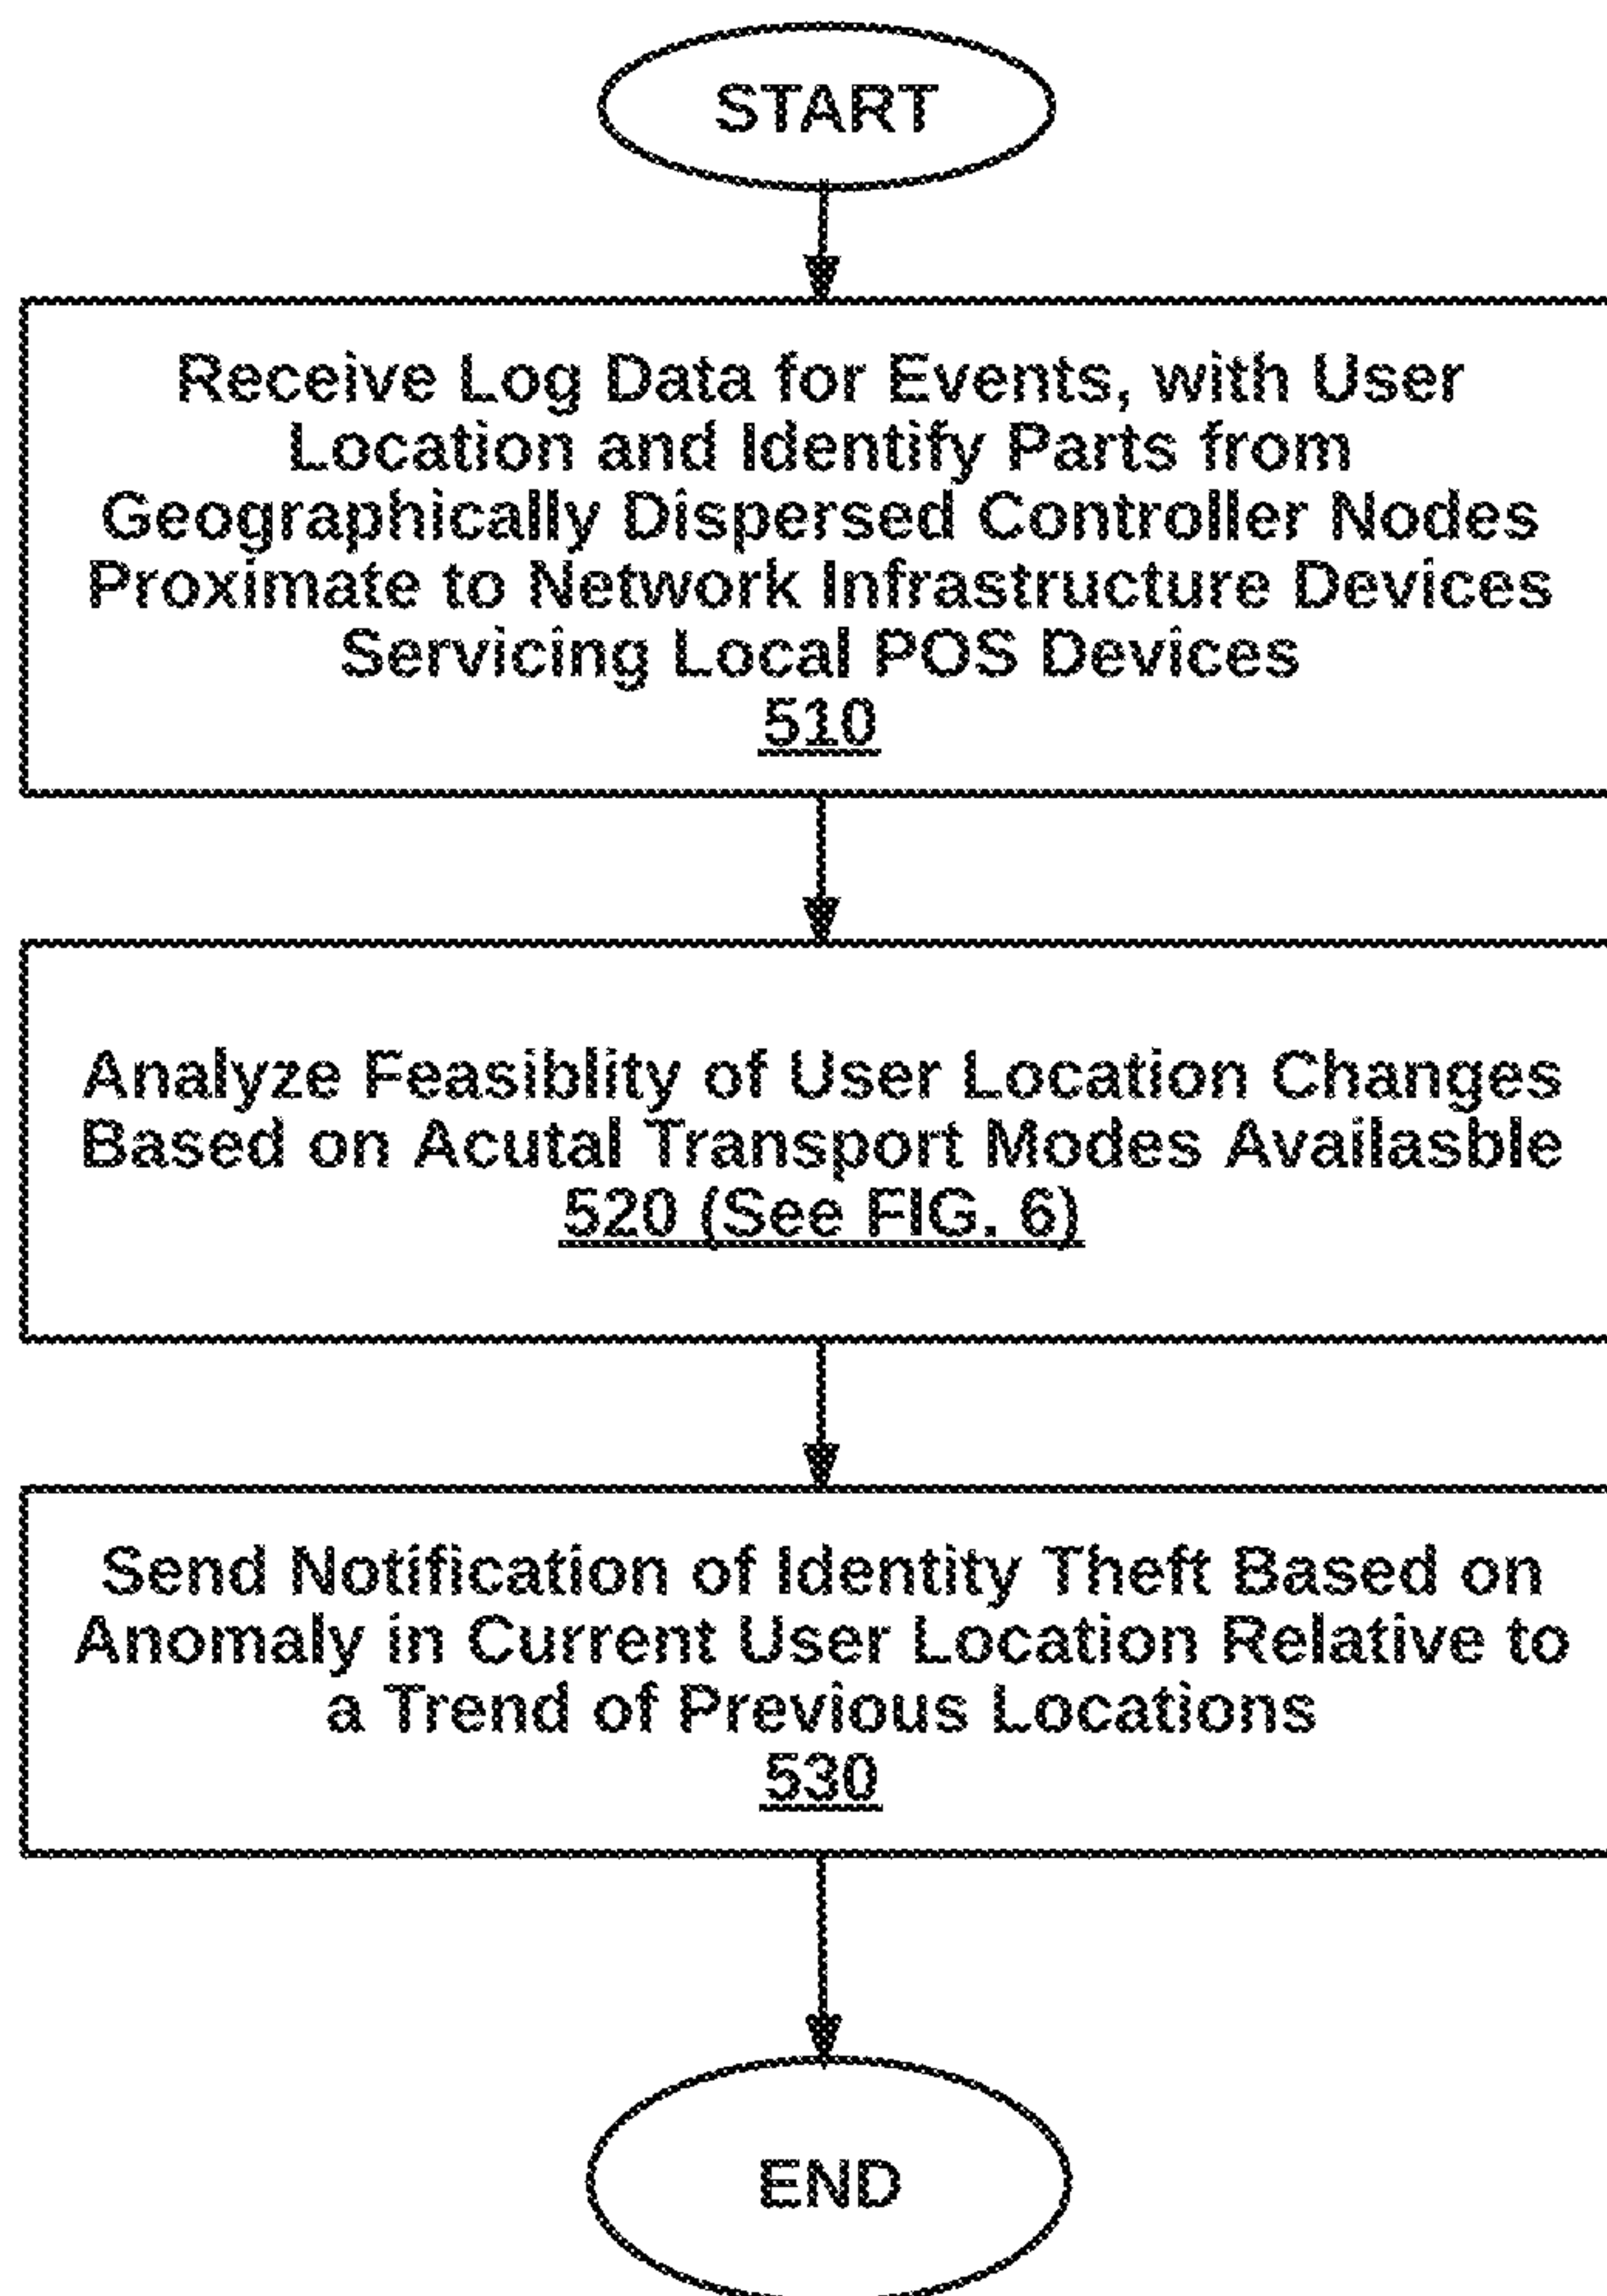 START
Receive Log Data for Events, with User
Location and Identify Parts from
Geographically Dispersed Controller Nodes
Proximate to Network Infrastructure Devices
Servicing Local POS Devices
510
Analyze Feasiblity of User Location Changes
Based on Acutal Transport Modes Availasble
520 (See FIG. 6)
Send Notification of Identity Theft Based on
Anomaly in Current User Location Relative to
a Trend of Previous Locations
530
END